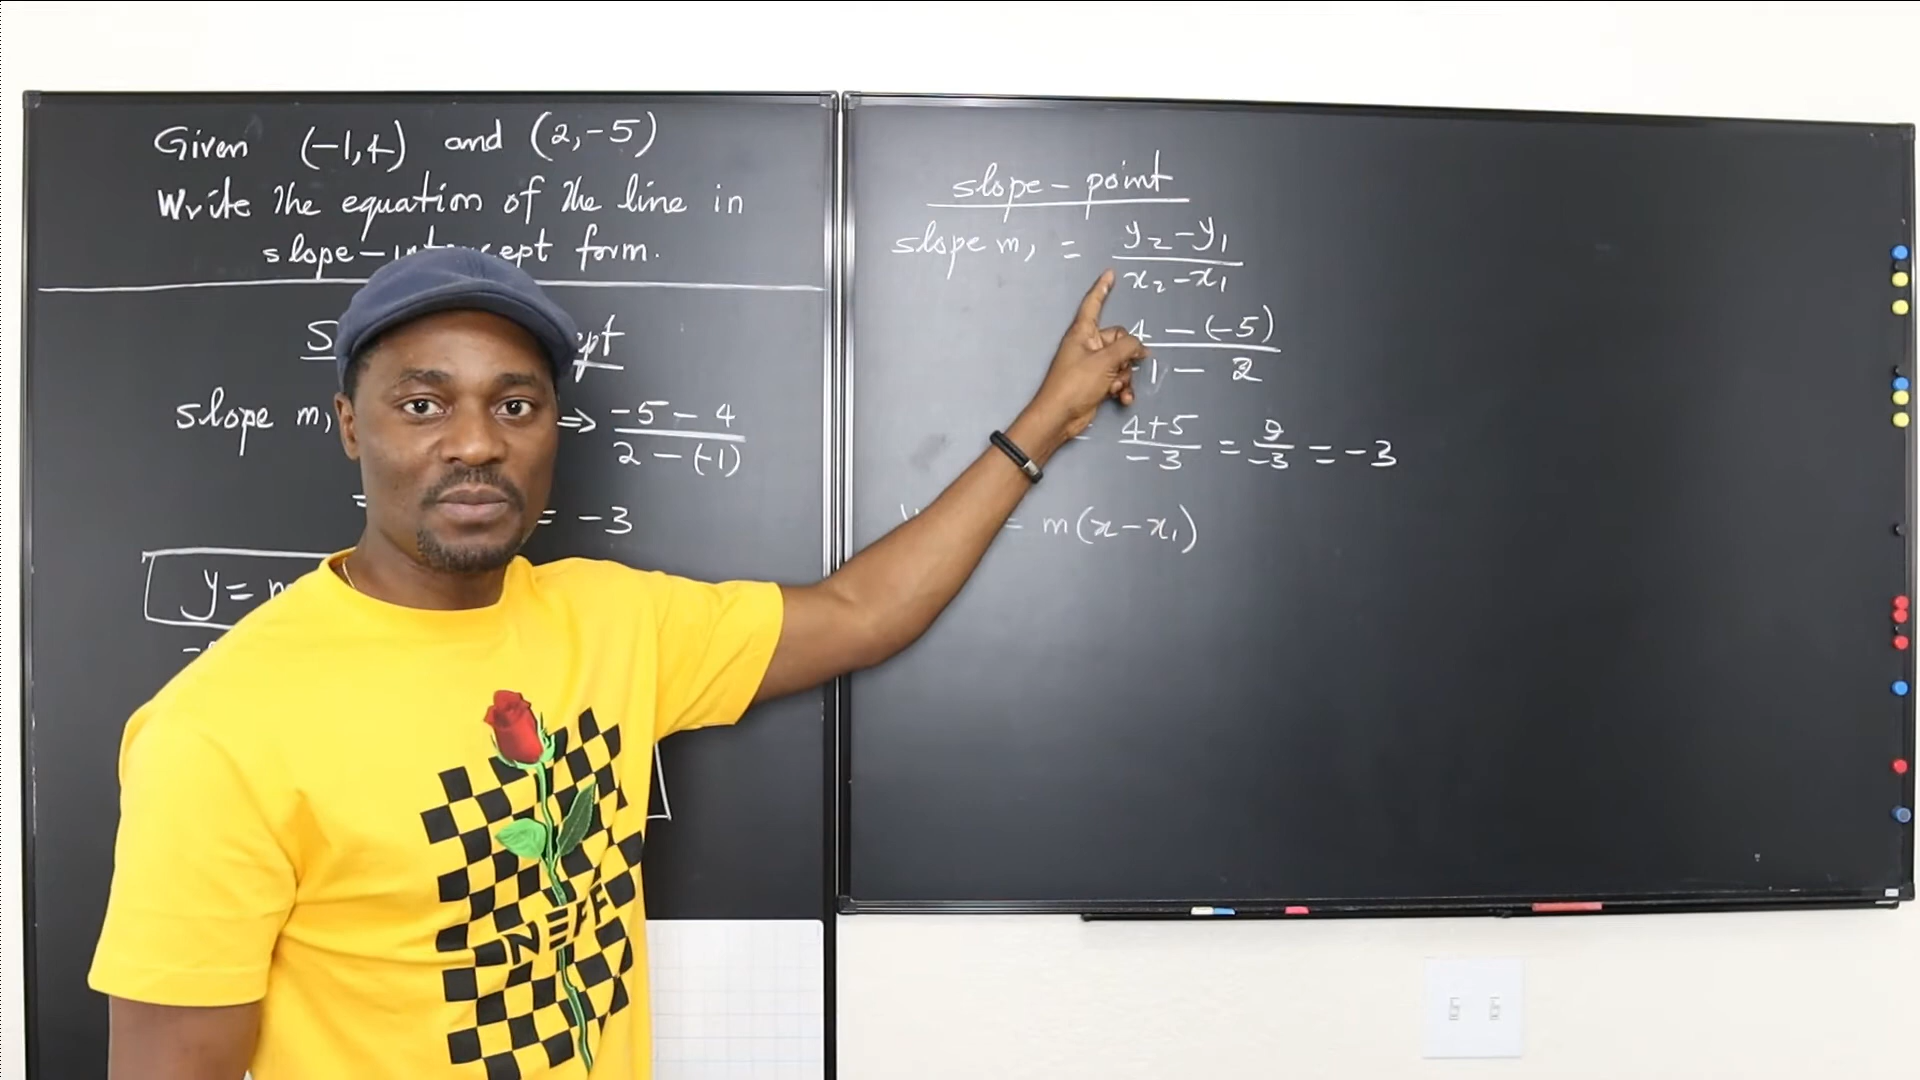 Given (-1,4) and (2,-5)
Write the equation of the line in
slope- form.
slope m, ⇒ -5 - 4
2 - (-1)
= = -3
y =
slope - point
slope m, = y₂ - y₁
x₂ - x₁
4 - (-5)
-1 - 2
= 4+5 = 9 = -3
-3 -3
= m(x - x₁)
NEFF